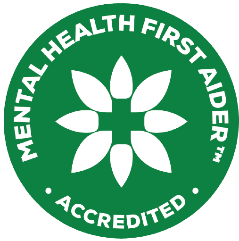 MENTAL HEALTH FIRST AIDER™
• ACCREDITED •